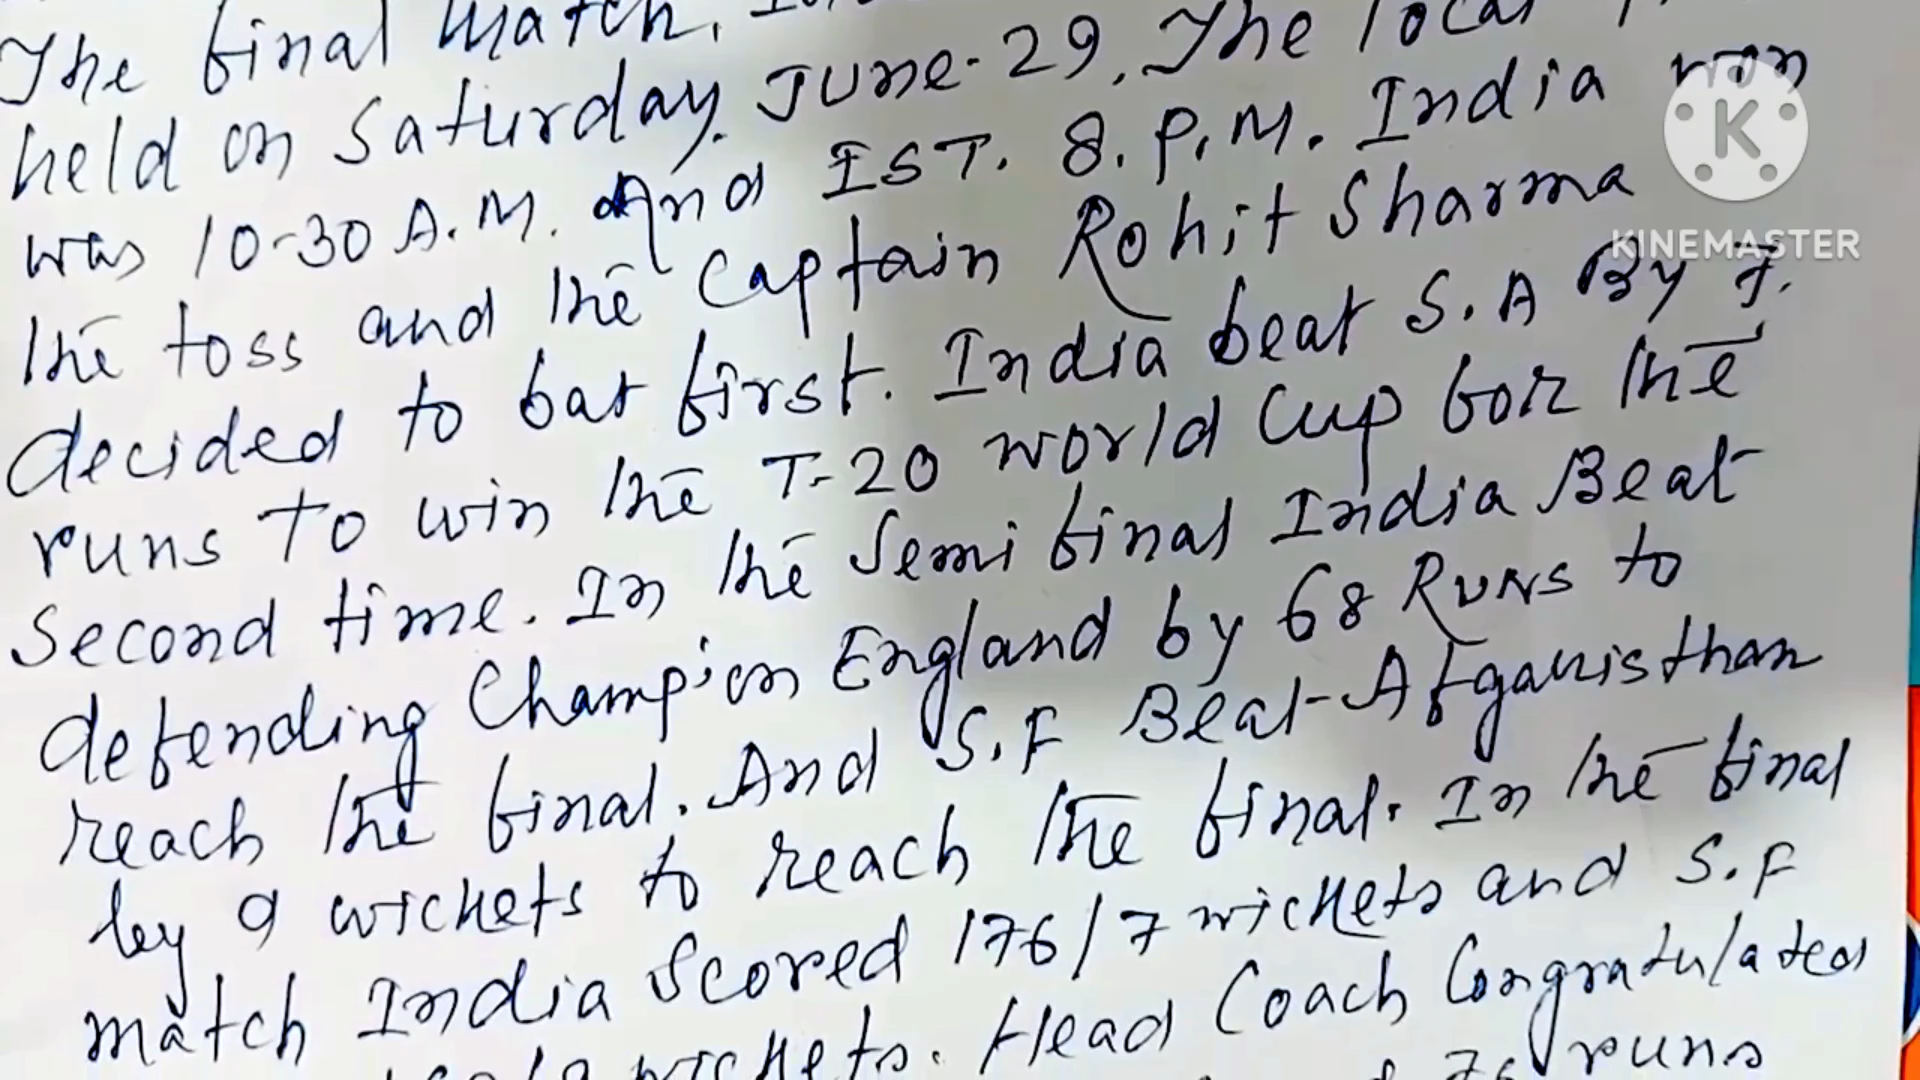 The final Match,
held on Saturday. JUne-29. The local
was 10-30 A.M. And IST. 8.P.M. India won
the toss and the Captain Rohit Sharma
decided to bat first. India beat S.A By 7.
runs To win the T-20 world Cup for the
Second time. In the Semi final India Beat
defending Champion England by 68 RUNS to
reach the final. And S.F Beat Afganisthan
by 9 wickets to reach the final. In the final
match India Scored 176/7 wickets and S.F
wickets. Head Coach Congratulated
76 runs
K
KINEMASTER